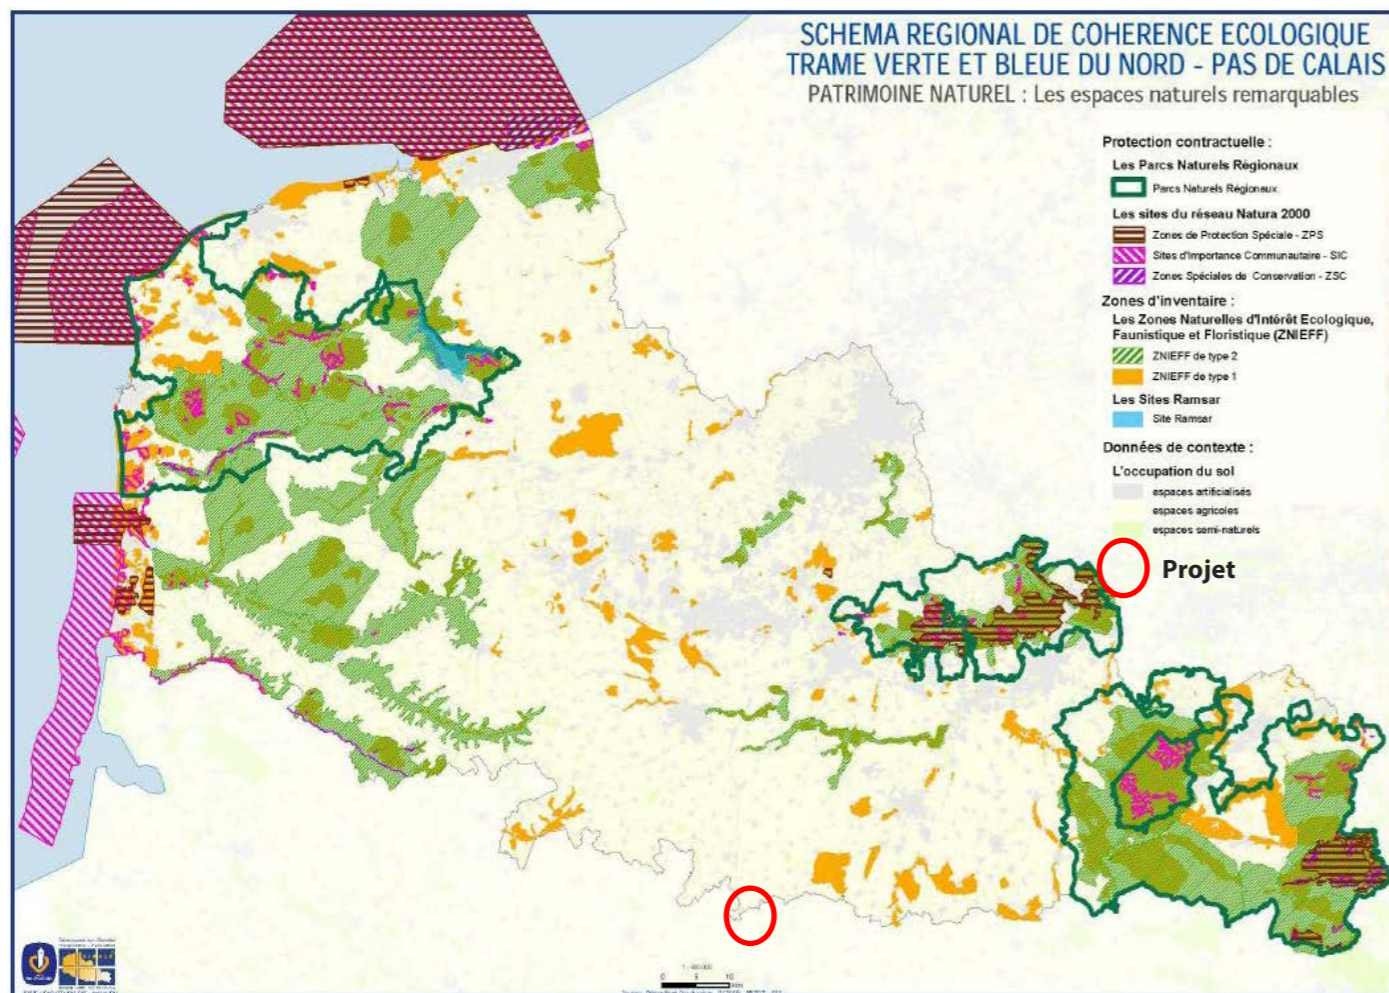 SCHEMA REGIONAL DE COHERENCE ECOLOGIQUE
TRAME VERTE ET BLEUE DU NORD - PAS DE CALAIS
PATRIMOINE NATUREL : Les espaces naturels remarquables
Protection contractuelle :
Les Parcs Naturels Régionaux
Parcs Naturels Régionaux
Les sites du réseau Natura 2000
Zones de Protection Spéciale - ZPS
Sites d'Importance Communautaire - SIC
Zones Spéciales de Conservation - ZSC
Zones d'inventaire :
Les Zones Naturelles d'Intérêt Ecologique,
Faunistique et Floristique (ZNIEFF)
ZNIEFF de type 2
ZNIEFF de type 1
Les Sites Ramsar
Site Ramsar
Données de contexte :
L'occupation du sol
espaces artificialisés
espaces agricoles
espaces semi-naturels
Projet
0 5 10